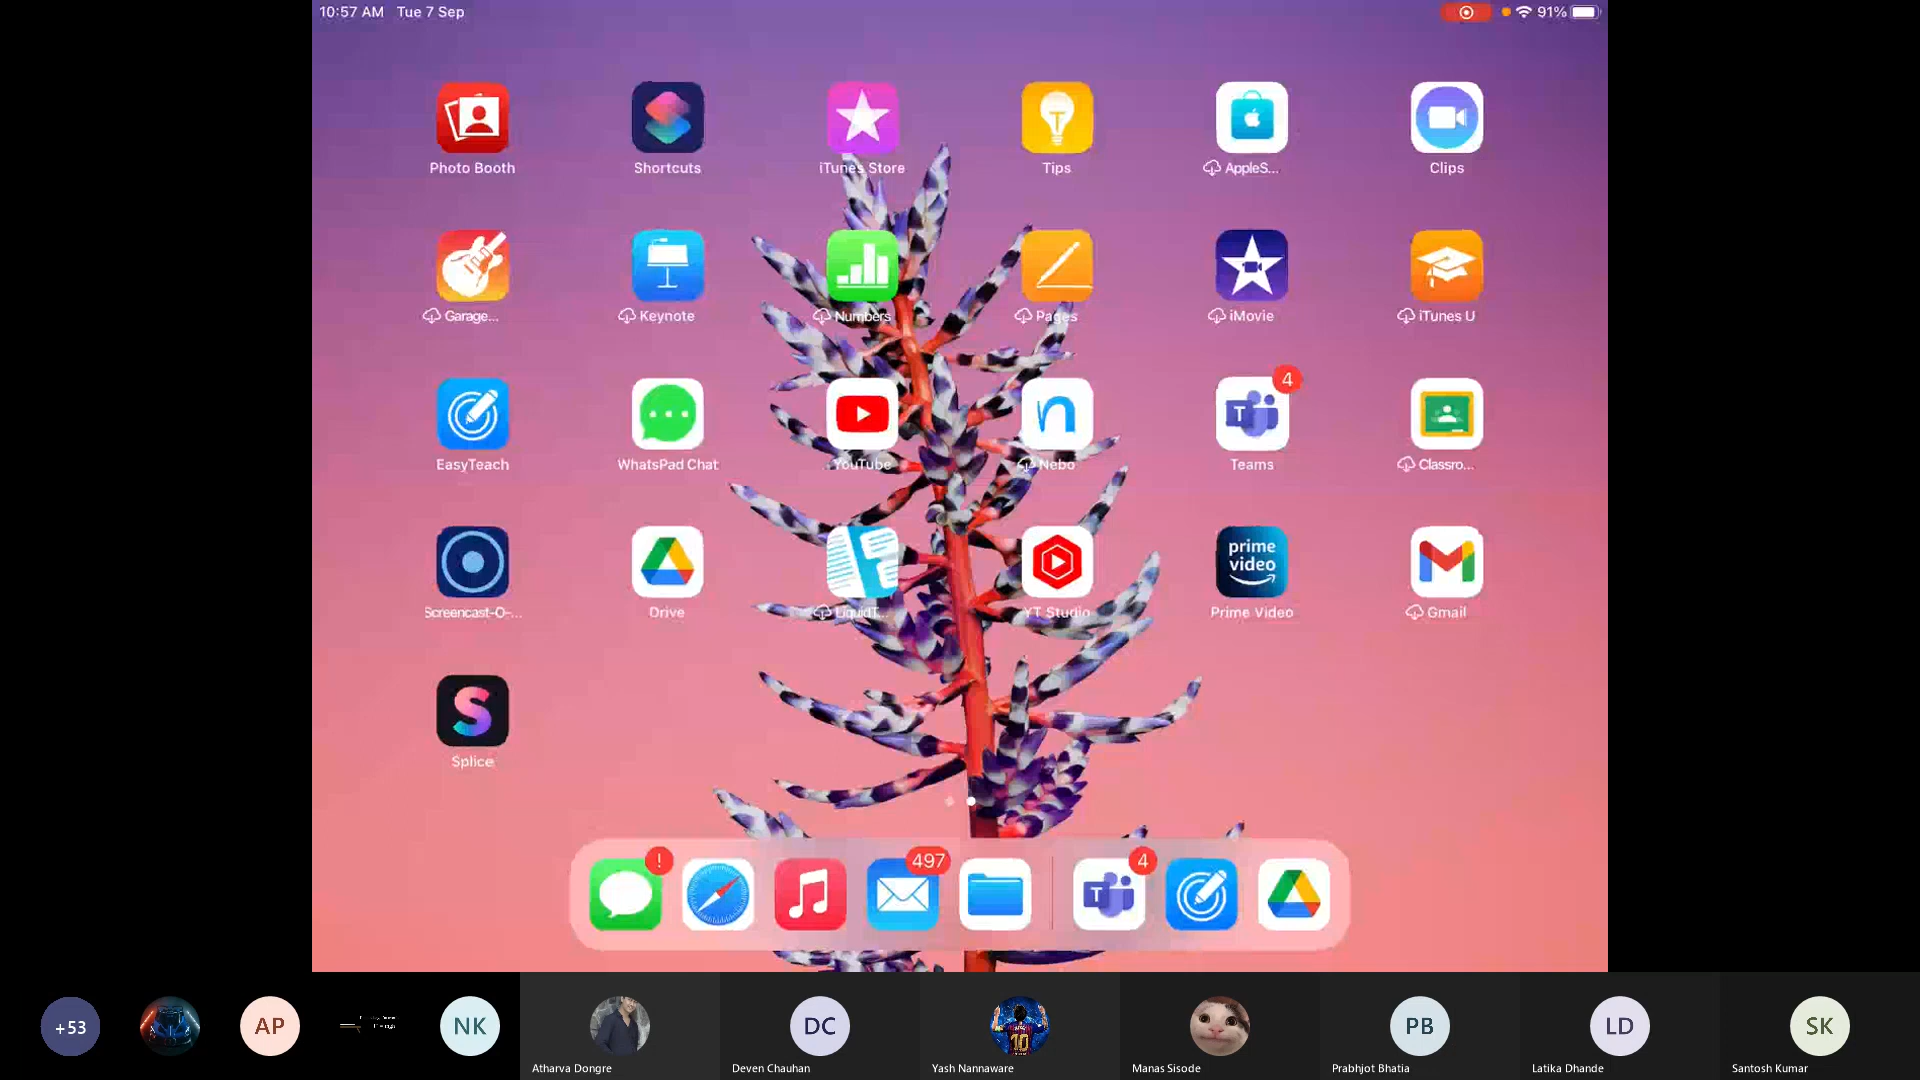 10:57 AM Tue 7 Sep
91%
Photo Booth
Shortcuts
iTunes Store
Tips
AppleS...
Clips
Garage...
Keynote
Numbers
Pages
iMovie
iTunes U
4
EasyTeach
WhatsPad Chat
YouTube
Nebo
Teams
Classro...
prime video
Screencast-O-...
Drive
LiquidT...
YT Studio
Prime Video
Gmail
Splice
!
497
4
+53
AP
NK
DC
10
PB
LD
SK
Atharva Dongre
Deven Chauhan
Yash Nannaware
Manas Sisode
Prabhjot Bhatia
Latika Dhande
Santosh Kumar